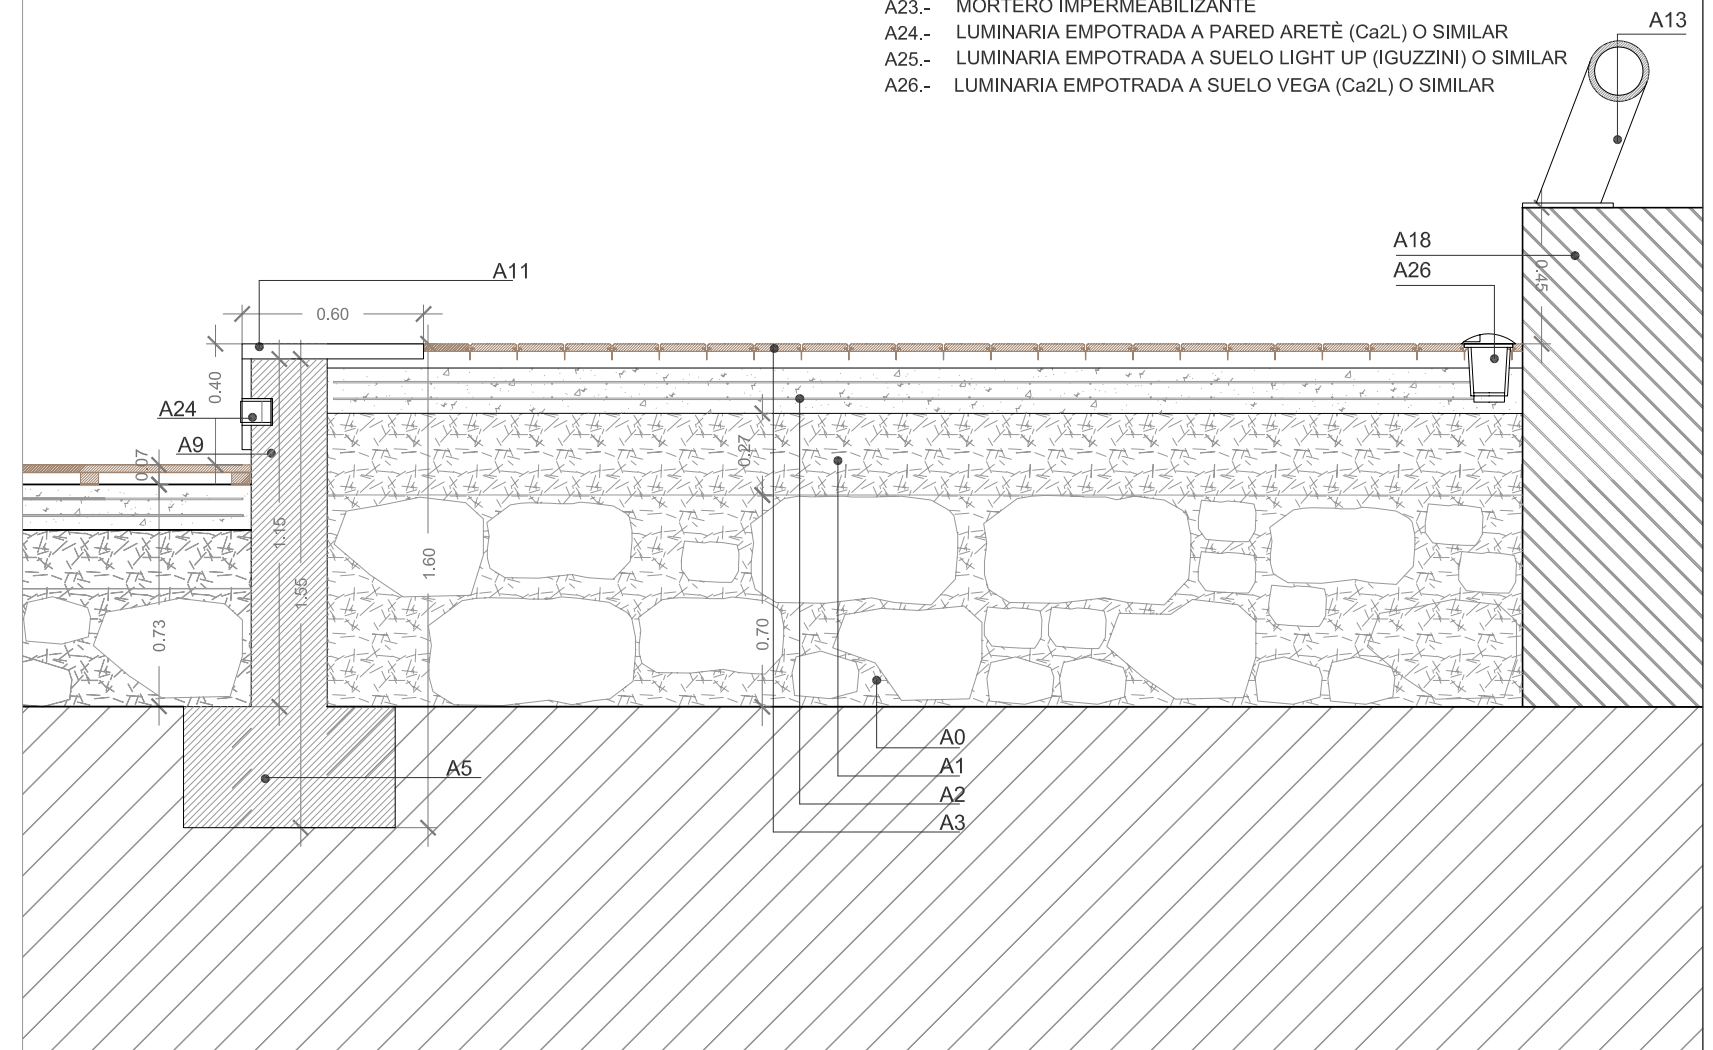 A23.- MORTERO IMPERMEABILIZANTE
A24.- LUMINARIA EMPOTRADA A PARED ARETÈ (Ca2L) O SIMILAR
A25.- LUMINARIA EMPOTRADA A SUELO LIGHT UP (IGUZZINI) O SIMILAR
A26.- LUMINARIA EMPOTRADA A SUELO VEGA (Ca2L) O SIMILAR
A13
A18
A26
0.45
A11
0.60
0.40
A24
A9
0.07
0.27
1.15
1.60
1.55
0.73
0.70
A0
A1
A5
A2
A3